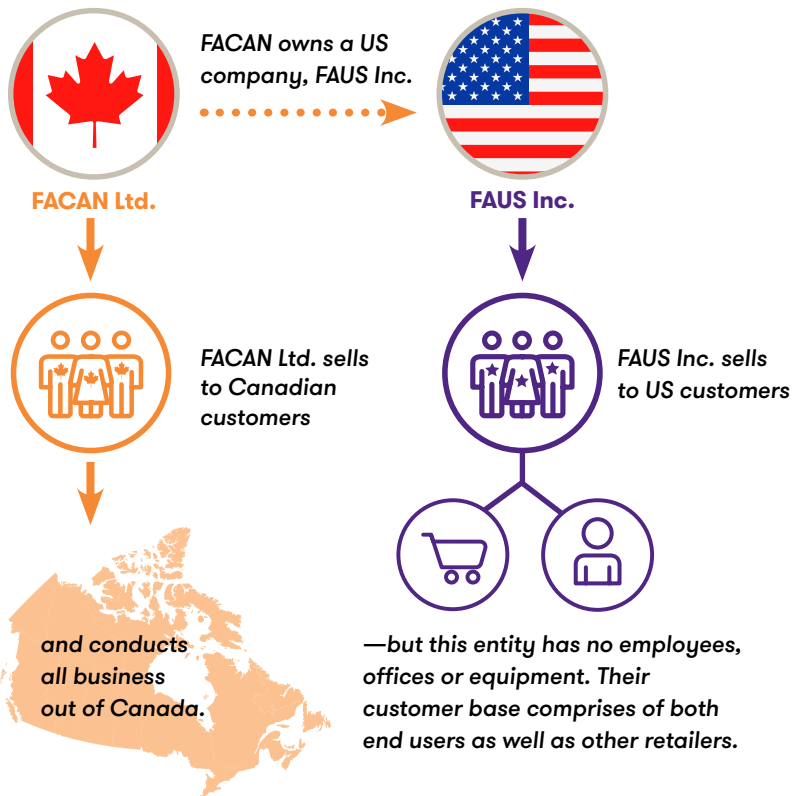 FACAN owns a US
company, FAUS Inc.
FACAN Ltd.
FAUS Inc.
FACAN Ltd. sells
to Canadian
customers
FAUS Inc. sells
to US customers
and conducts
all business
out of Canada.
—but this entity has no employees,
offices or equipment. Their
customer base comprises of both
end users as well as other retailers.